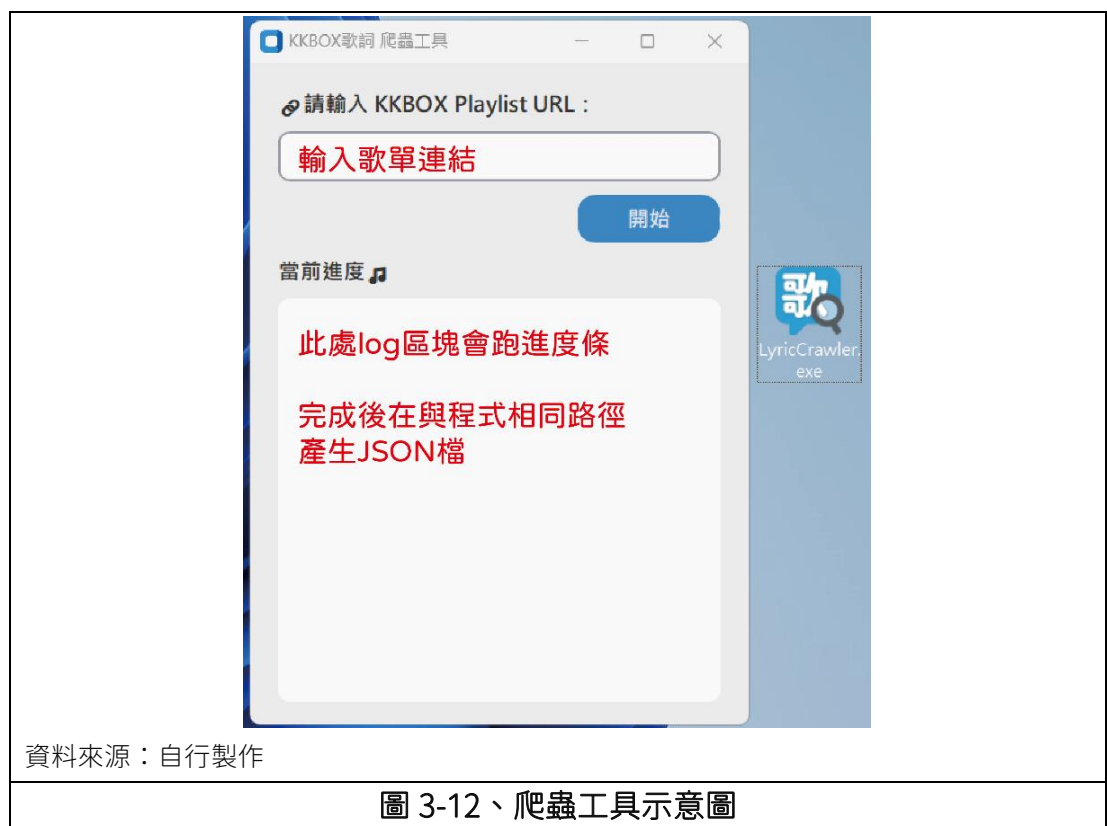 KKBOX歌詞 爬蟲工具
請輸入 KKBOX Playlist URL：
輸入歌單連結
開始
當前進度
此處log區塊會跑進度條
完成後在與程式相同路徑
產生JSON檔
歌
LyricCrawler.
exe
資料來源：自行製作
圖 3-12、爬蟲工具示意圖